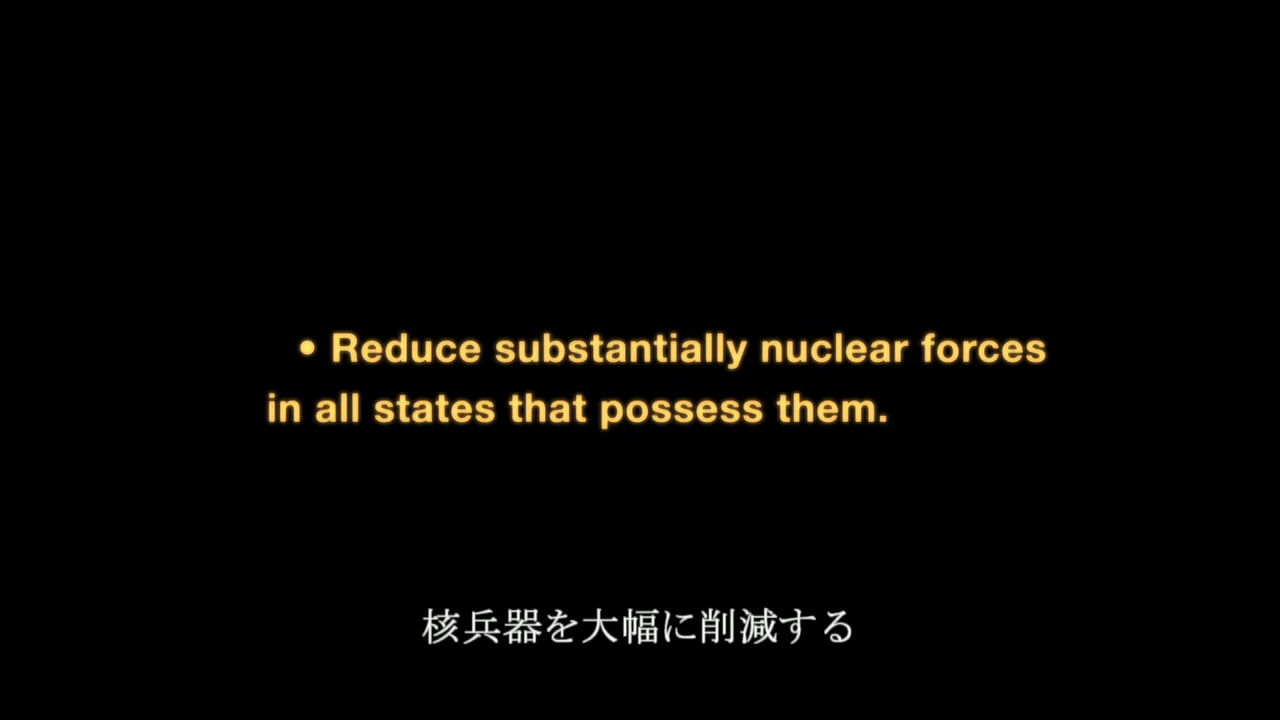 • Reduce substantially nuclear forces
in all states that possess them.
核兵器を大幅に削減する